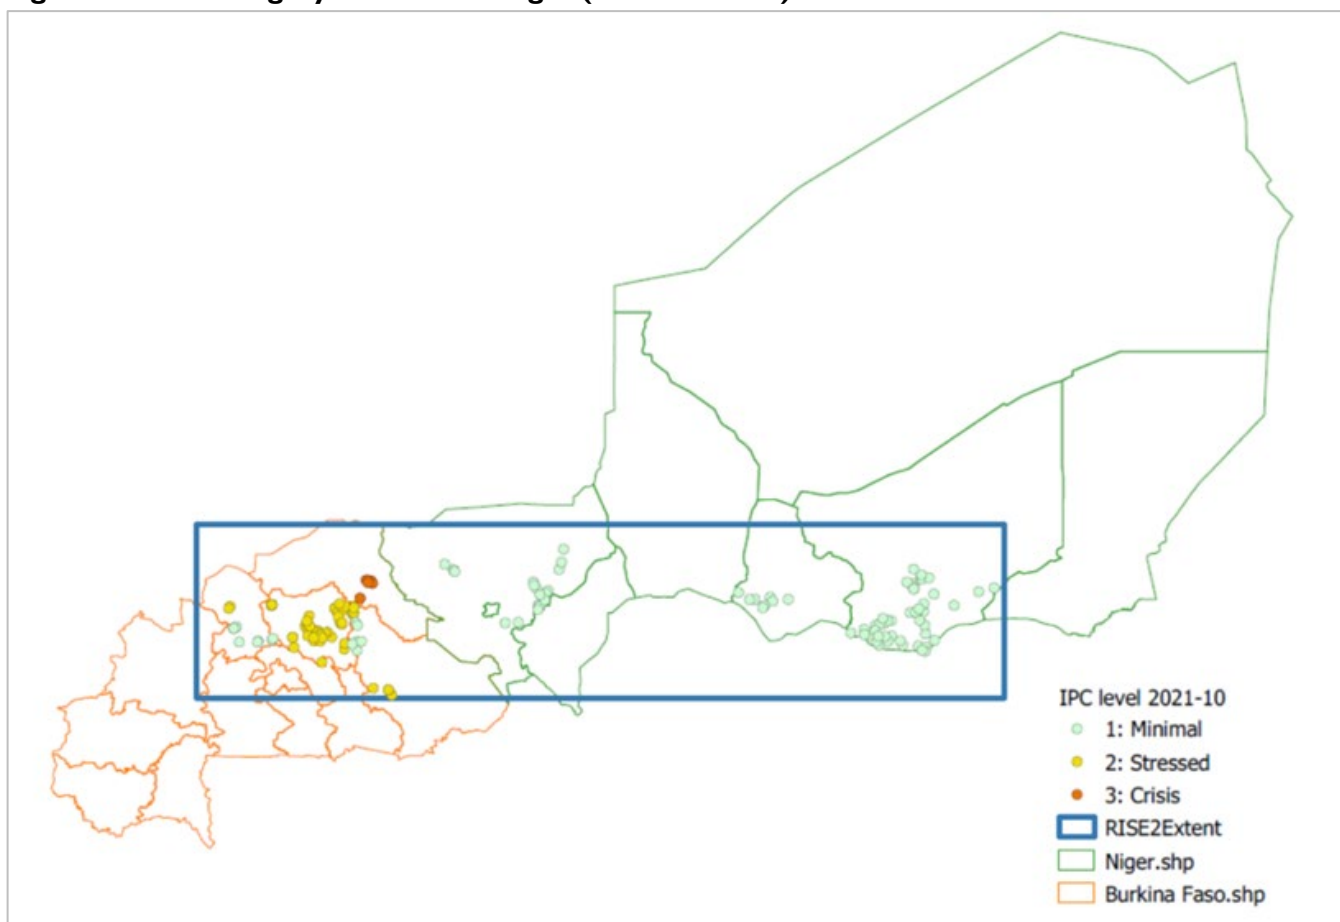 IPC level 2021-10
1: Minimal
2: Stressed
3: Crisis
RISE2Extent
Niger.shp
Burkina Faso.shp